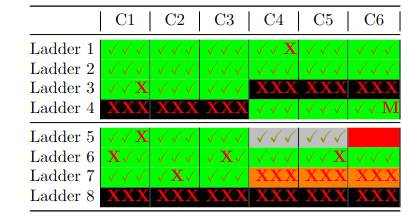 C1 C2 C3 C4 C5 C6
Ladder 1 ✓✓✓ ✓✓✓ ✓✓✓ ✓✓X ✓✓✓ ✓✓✓
Ladder 2 ✓✓✓ ✓✓✓ ✓✓✓ ✓✓✓ ✓✓✓ ✓✓✓
Ladder 3 ✓✓X ✓✓✓ ✓✓✓ XXX XXX XXX
Ladder 4 XXX XXX XXX ✓✓✓ ✓✓✓ ✓✓M
Ladder 5 ✓✓X ✓✓✓ ✓✓✓ ✓✓✓ ✓✓✓
Ladder 6 X✓✓ ✓✓✓ ✓X✓ ✓✓✓ ✓✓X ✓✓✓
Ladder 7 ✓✓✓ ✓X✓ ✓✓✓ XXX XXX XXX
Ladder 8 XXX XXX XXX XXX XXX XXX